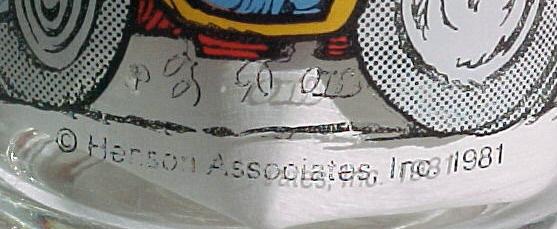 © Henson Associates, Inc. 1981